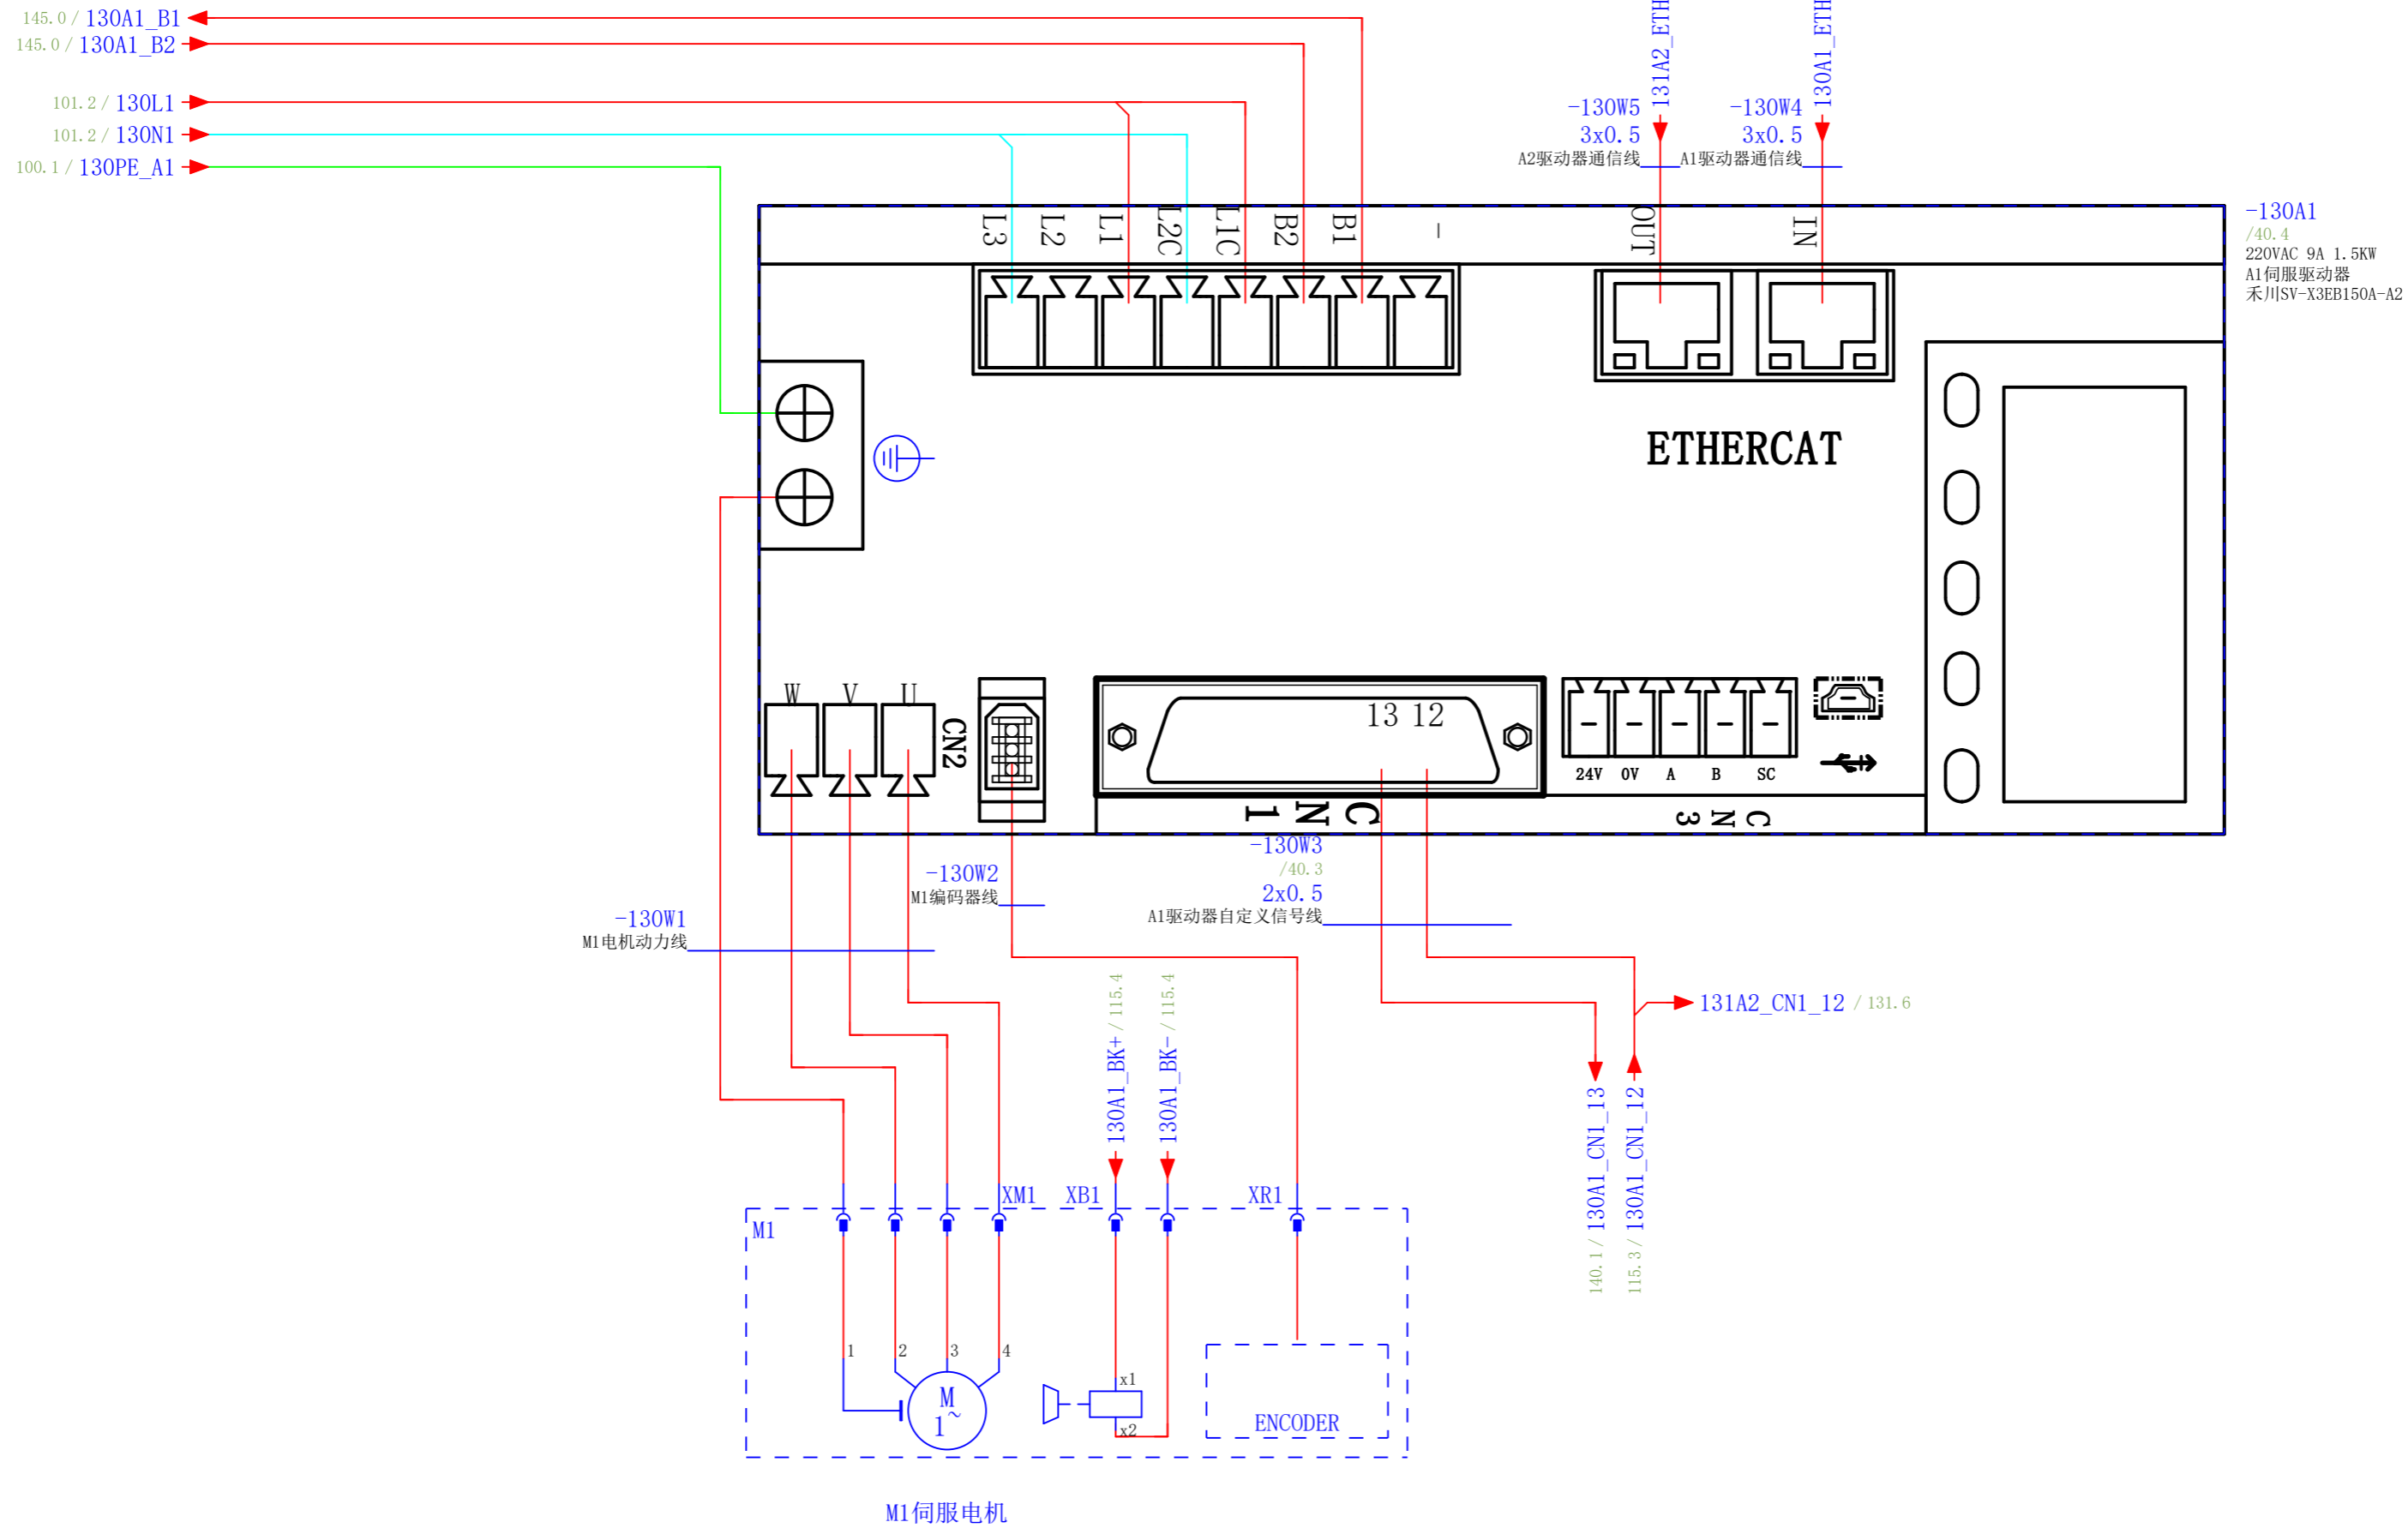 145.0 / 130A1_B1
145.0 / 130A1_B2
101.2 / 130L1
101.2 / 130N1
100.1 / 130PE_A1
131A2_ETH
130A1_ETH
-130W5
3x0.5
A2驱动器通信线
-130W4
3x0.5
A1驱动器通信线
-130A1
/40.4
220VAC 9A 1.5KW
A1伺服驱动器
禾川SV-X3EB150A-A2
L3
L2
L1
L2C
L1C
B2
B1
-
OUT
IN
ETHERCAT
W
V
U
CN2
13 12
24V 0V A B SC
CN1
CN3
-130W3
/40.3
2x0.5
A1驱动器自定义信号线
-130W2
M1编码器线
-130W1
M1电机动力线
130A1_BK+ / 115.4
130A1_BK- / 115.4
131A2_CN1_12 / 131.6
140.1 / 130A1_CN1_13
115.3 / 130A1_CN1_12
XM1
XB1
XR1
M1
1
2
3
4
M
1~
x1
x2
ENCODER
M1伺服电机